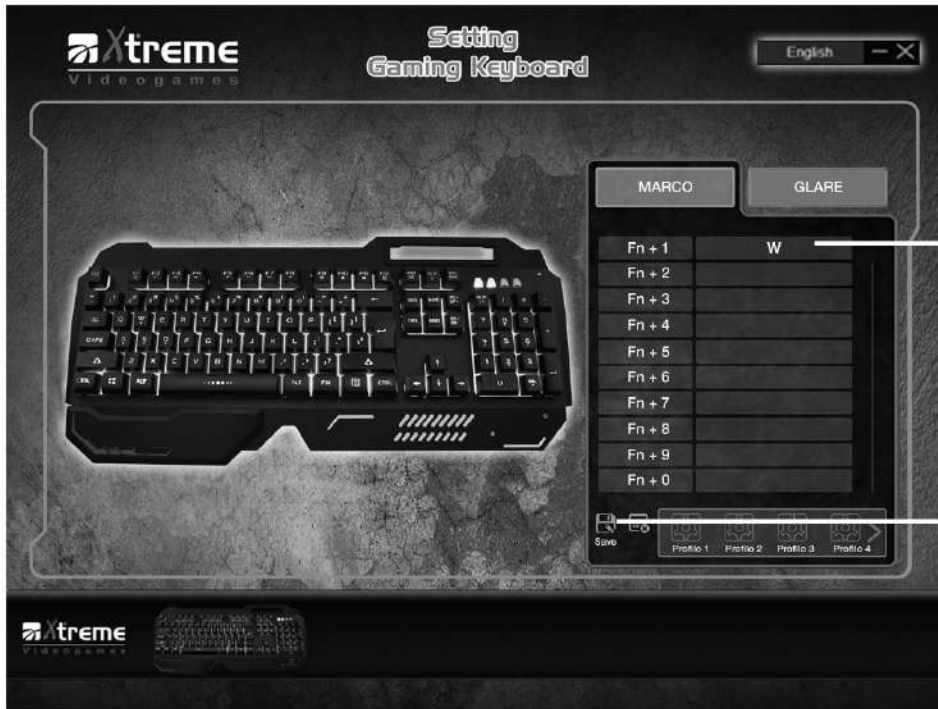 Xtreme
Videogames
Setting
Gaming Keyboard
English
MARCO
GLARE
Fn + 1 W
Fn + 2
Fn + 3
Fn + 4
Fn + 5
Fn + 6
Fn + 7
Fn + 8
Fn + 9
Fn + 0
Save
Profilo 1 Profilo 2 Profilo 3 Profilo 4
Xtreme
Videogames